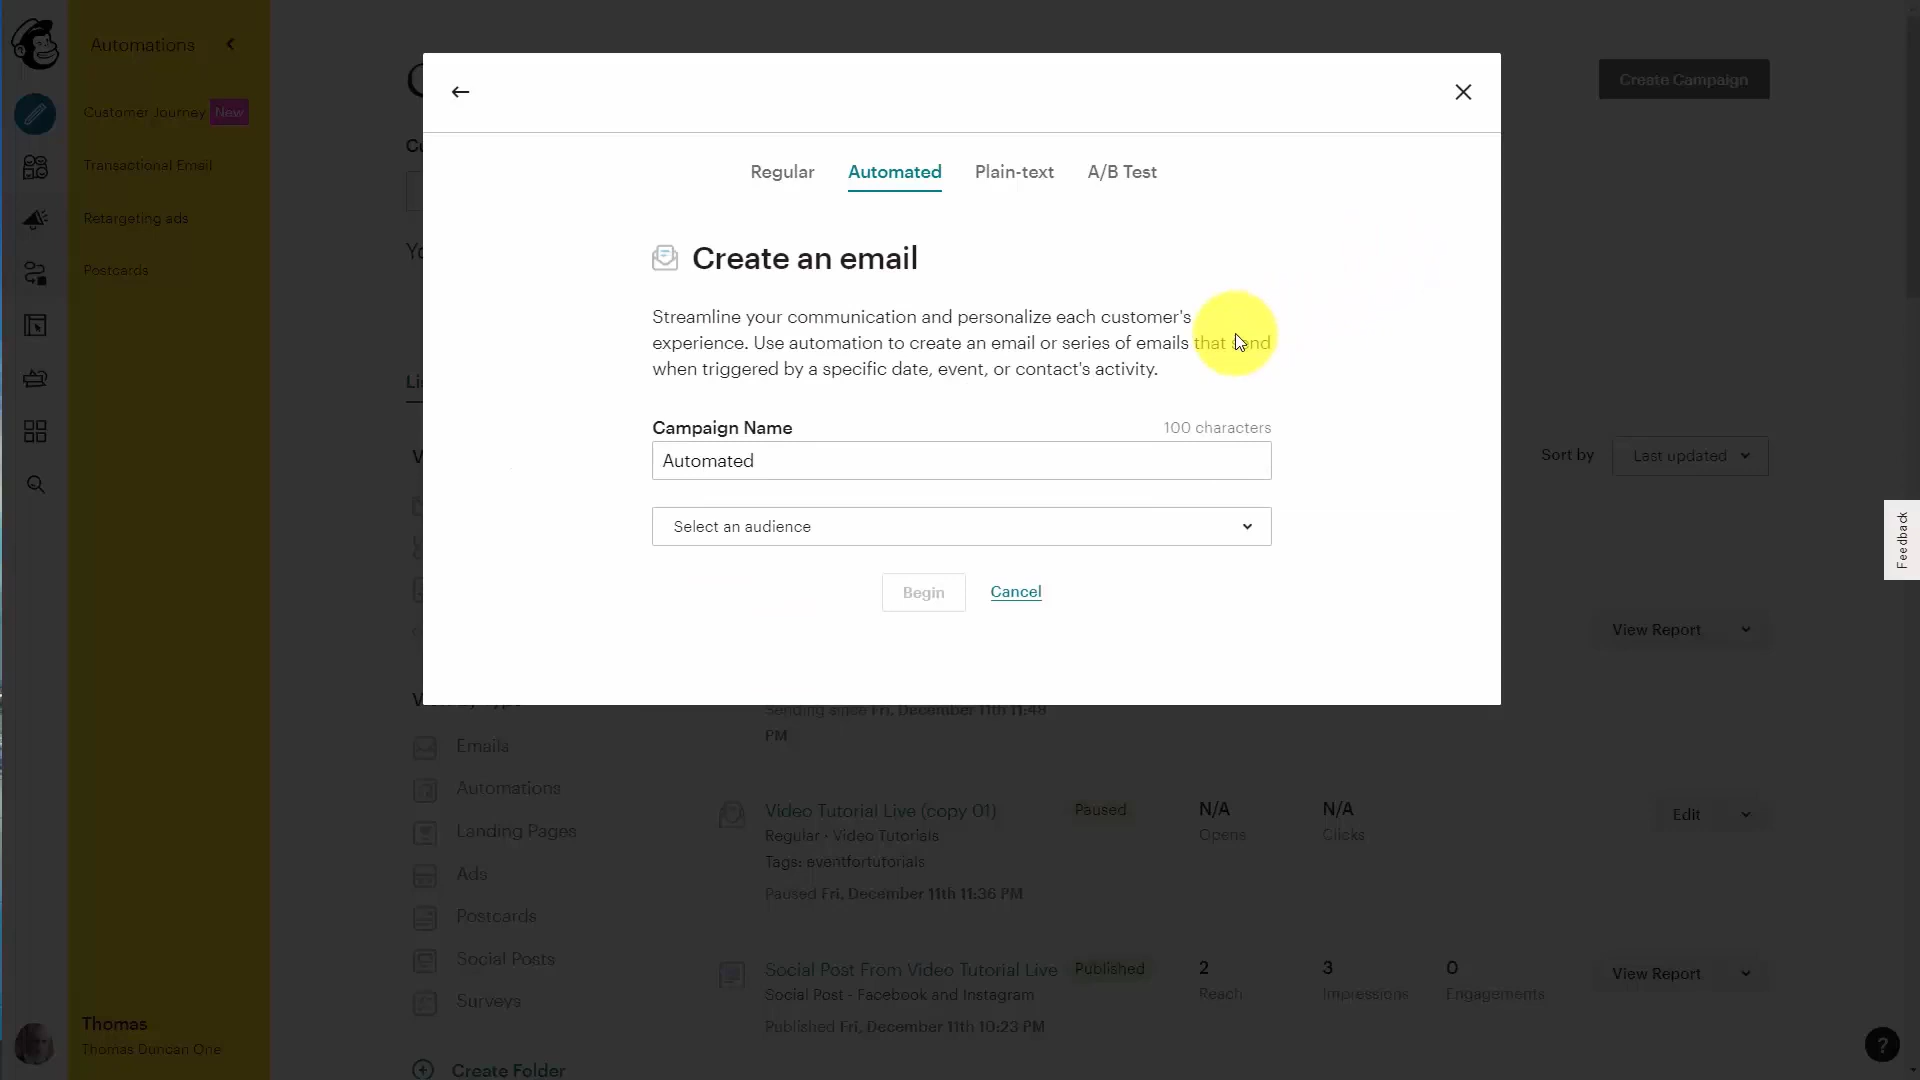 Automations
Customer Journey New
Transactional Email
Retargeting ads
Postcards
Thomas
Thomas Duncan One
Create Campaign
Regular Automated Plain-text A/B Test
Create an email
Streamline your communication and personalize each customer's
experience. Use automation to create an email or series of emails that send
when triggered by a specific date, event, or contact's activity.
Campaign Name 100 characters
Automated
Select an audience
Begin Cancel
Sort by Last updated
Feedback
View Report
Sending since Fri, December 11th 11:48
PM
Emails
Automations
Landing Pages
Ads
Postcards
Social Posts
Surveys
Create Folder
Video Tutorial Live (copy 01) Paused N/A N/A Edit
Regular · Video Tutorials Opens Clicks
Tags: eventfortutorials
Paused Fri, December 11th 11:36 PM
Social Post From Video Tutorial Live Published 2 3 0 View Report
Social Post - Facebook and Instagram Reach Impressions Engagements
Published Fri, December 11th 10:23 PM
?